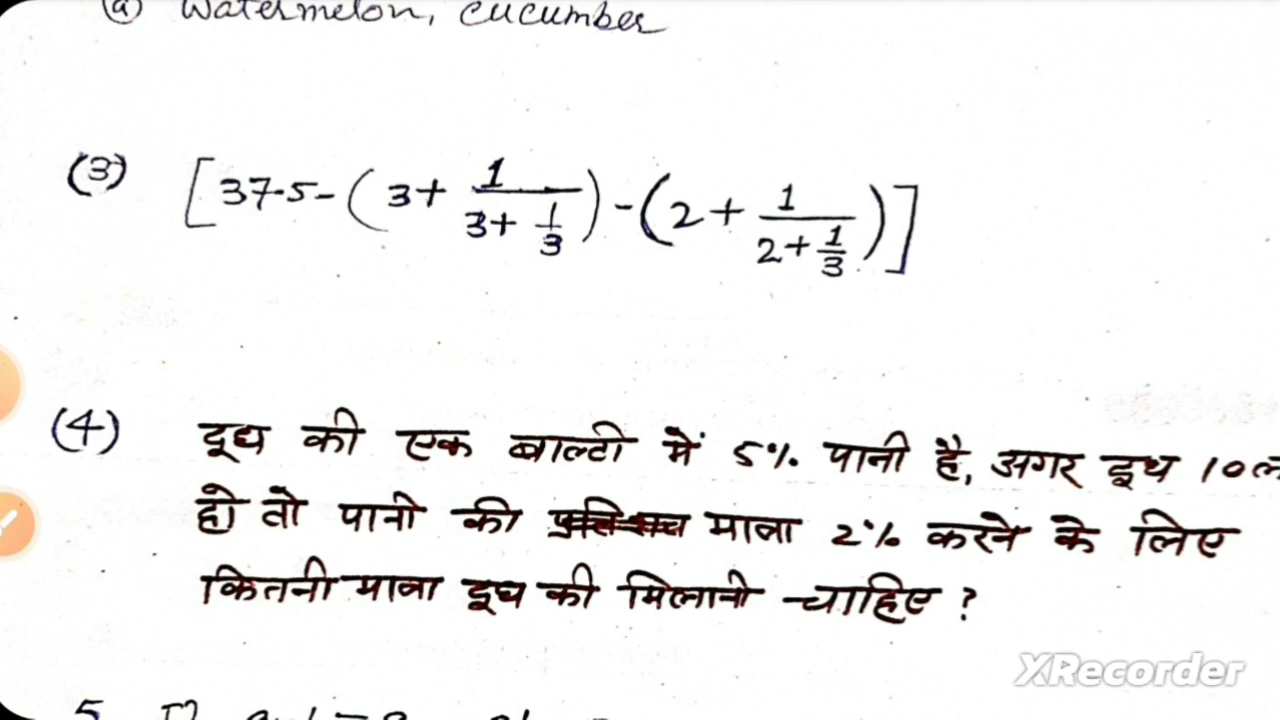 (a) Watermelon, cucumber
(3) [37.5 - (3 + 1/(3 + 1/3)) - (2 + 1/(2 + 1/3))]
(4) दूध की एक बाल्टी में 5% पानी है, अगर दूध 10 ल
हो तो पानी की मात्रा 2% करने के लिए
कितनी मात्रा दूध की मिलानी चाहिए ?
XRecorder
5